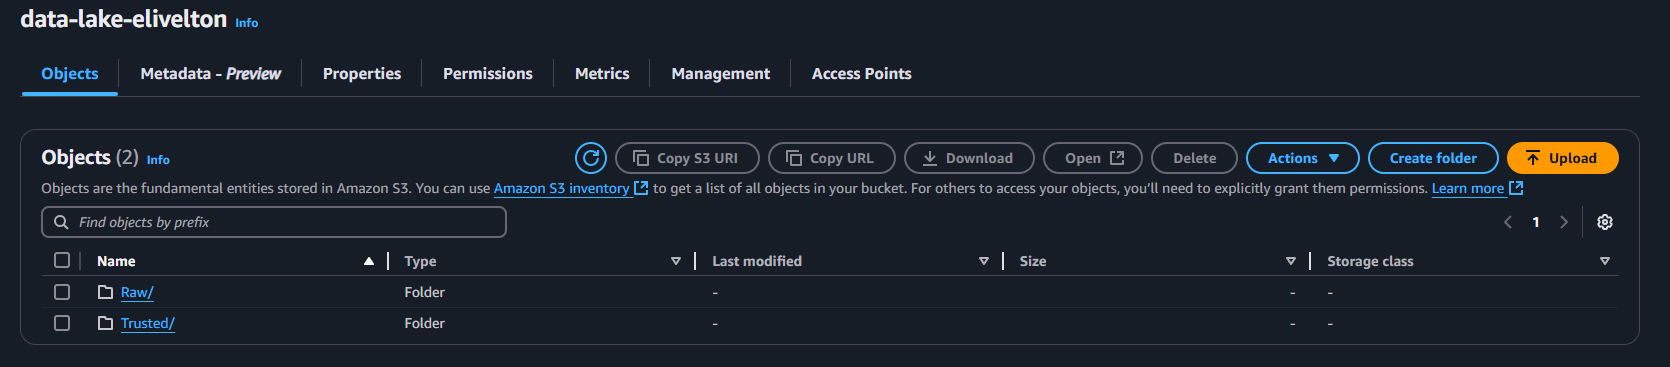 data-lake-elivelton Info
Objects Metadata - Preview Properties Permissions Metrics Management Access Points
Objects (2) Info Copy S3 URI Copy URL Download Open Delete Actions Create folder Upload
Objects are the fundamental entities stored in Amazon S3. You can use Amazon S3 inventory to get a list of all objects in your bucket. For others to access your objects, you'll need to explicitly grant them permissions. Learn more
Find objects by prefix 1
Name Type Last modified Size Storage class
Raw/ Folder - - -
Trusted/ Folder - - -